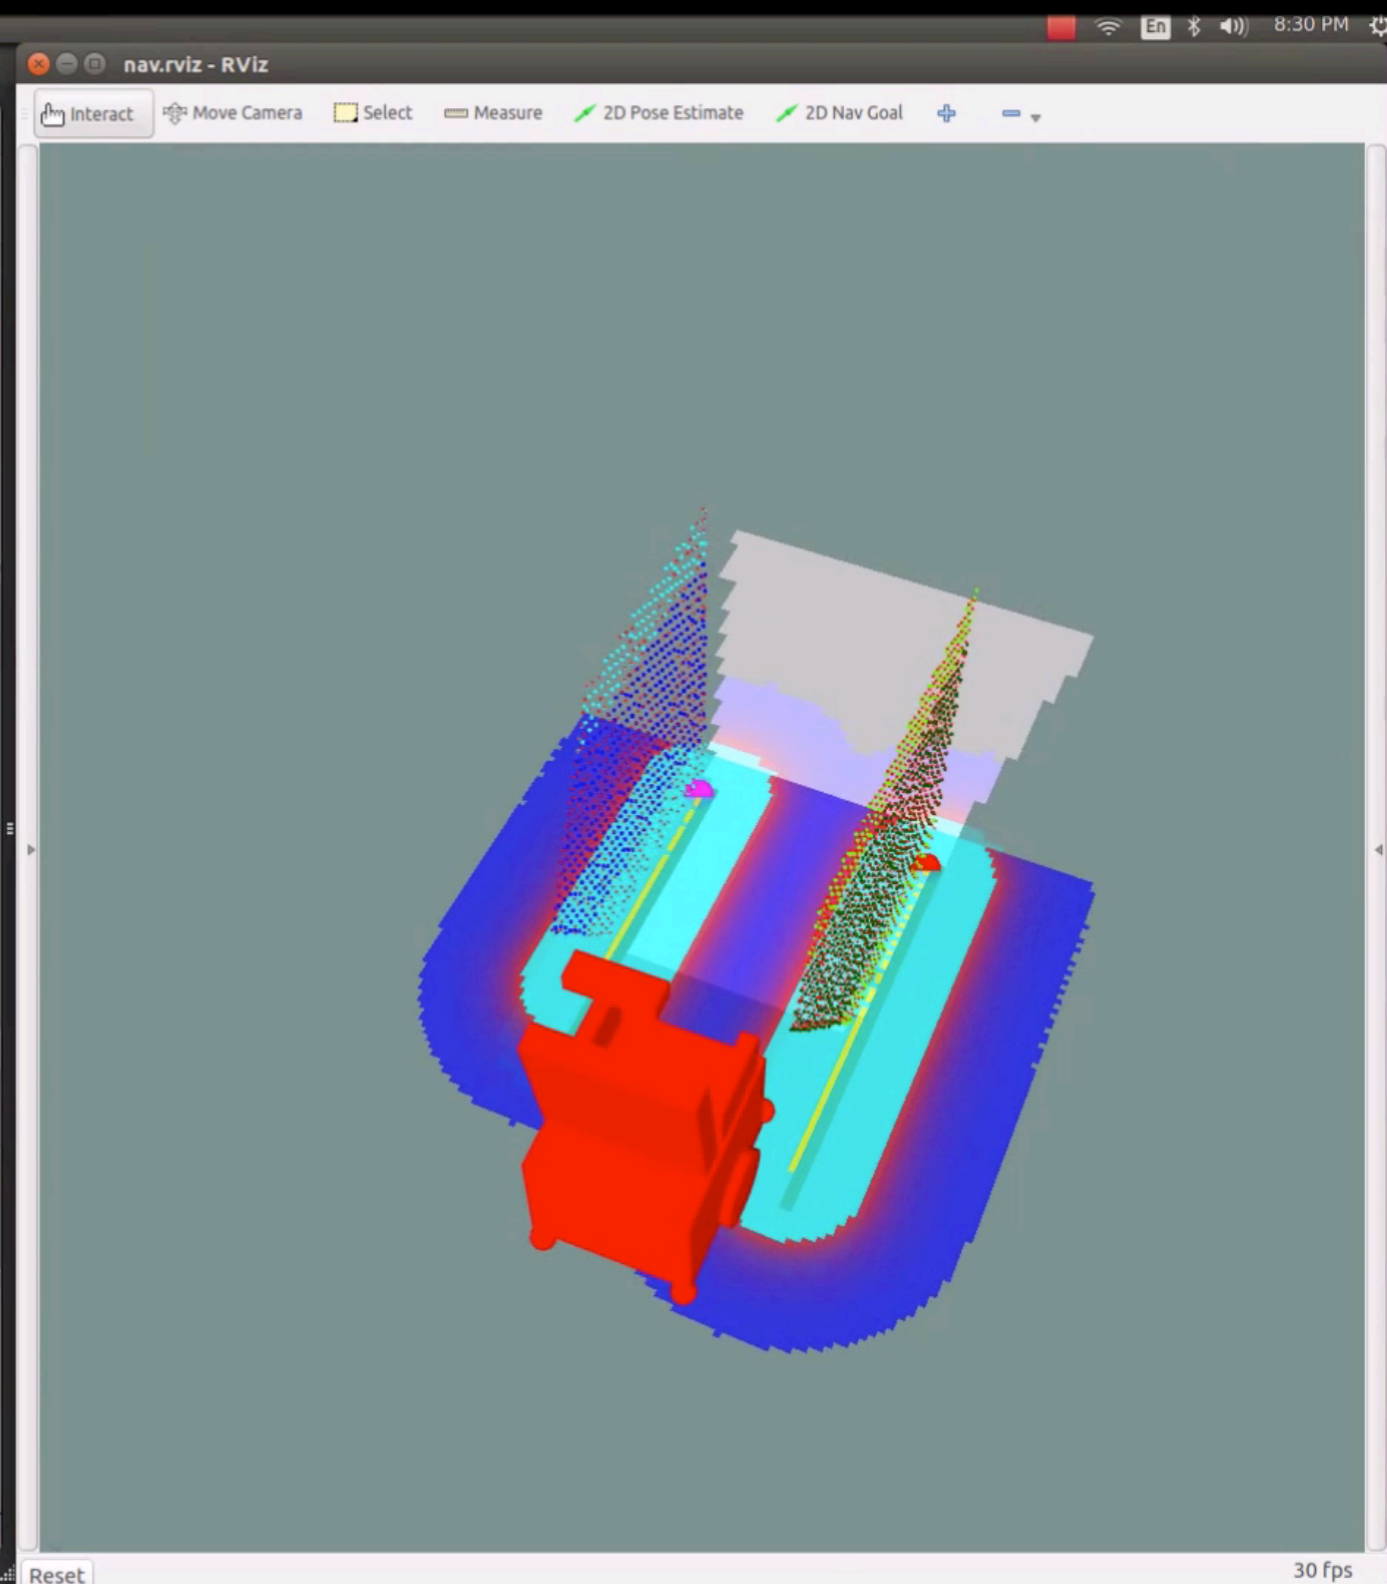 En 8:30 PM
nav.rviz - RViz
Interact Move Camera Select Measure 2D Pose Estimate 2D Nav Goal
Reset 30 fps